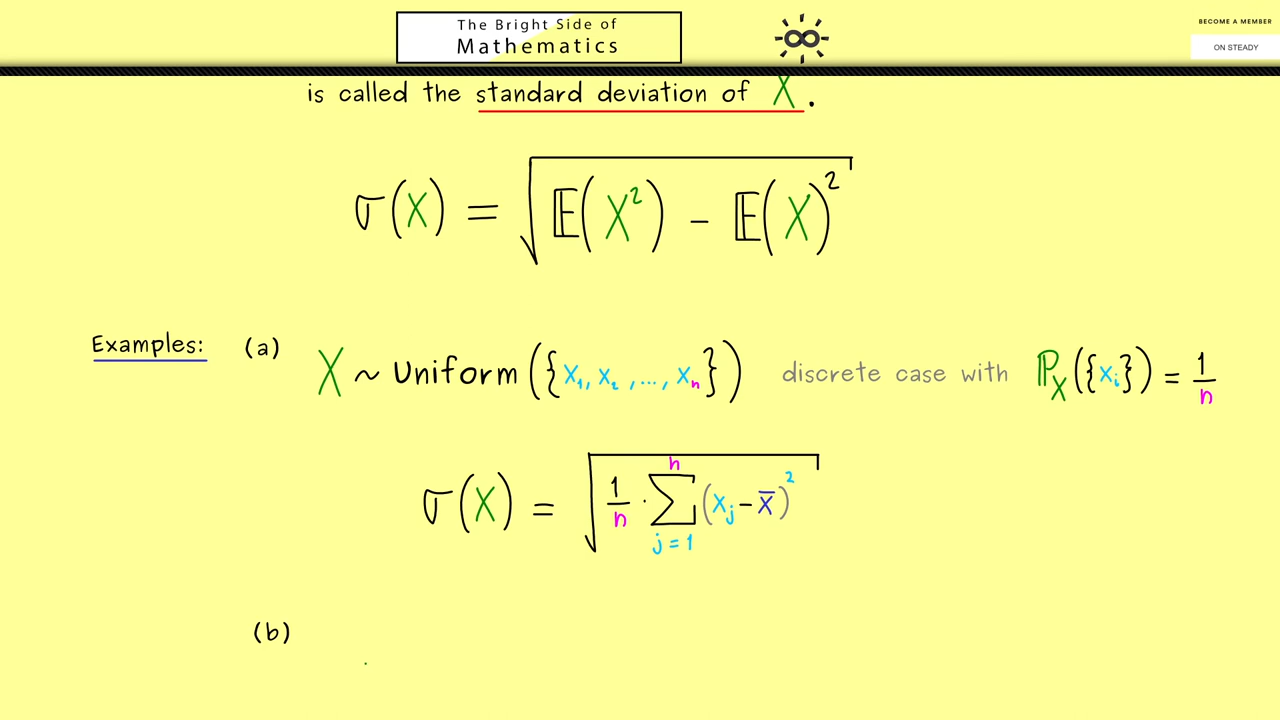 The Bright Side of
Mathematics
BECOME A MEMBER
ON STEADY
is called the standard deviation of X.
σ(X) = √(𝔼(X²) − 𝔼(X)²)
Examples: (a) X ~ Uniform({x₁, x₂, ..., xₙ}) discrete case with ℙ_X({xᵢ}) = 1/n
σ(X) = √(1/n · ∑_{j=1}^{n} (xⱼ − x̄)²)
(b)